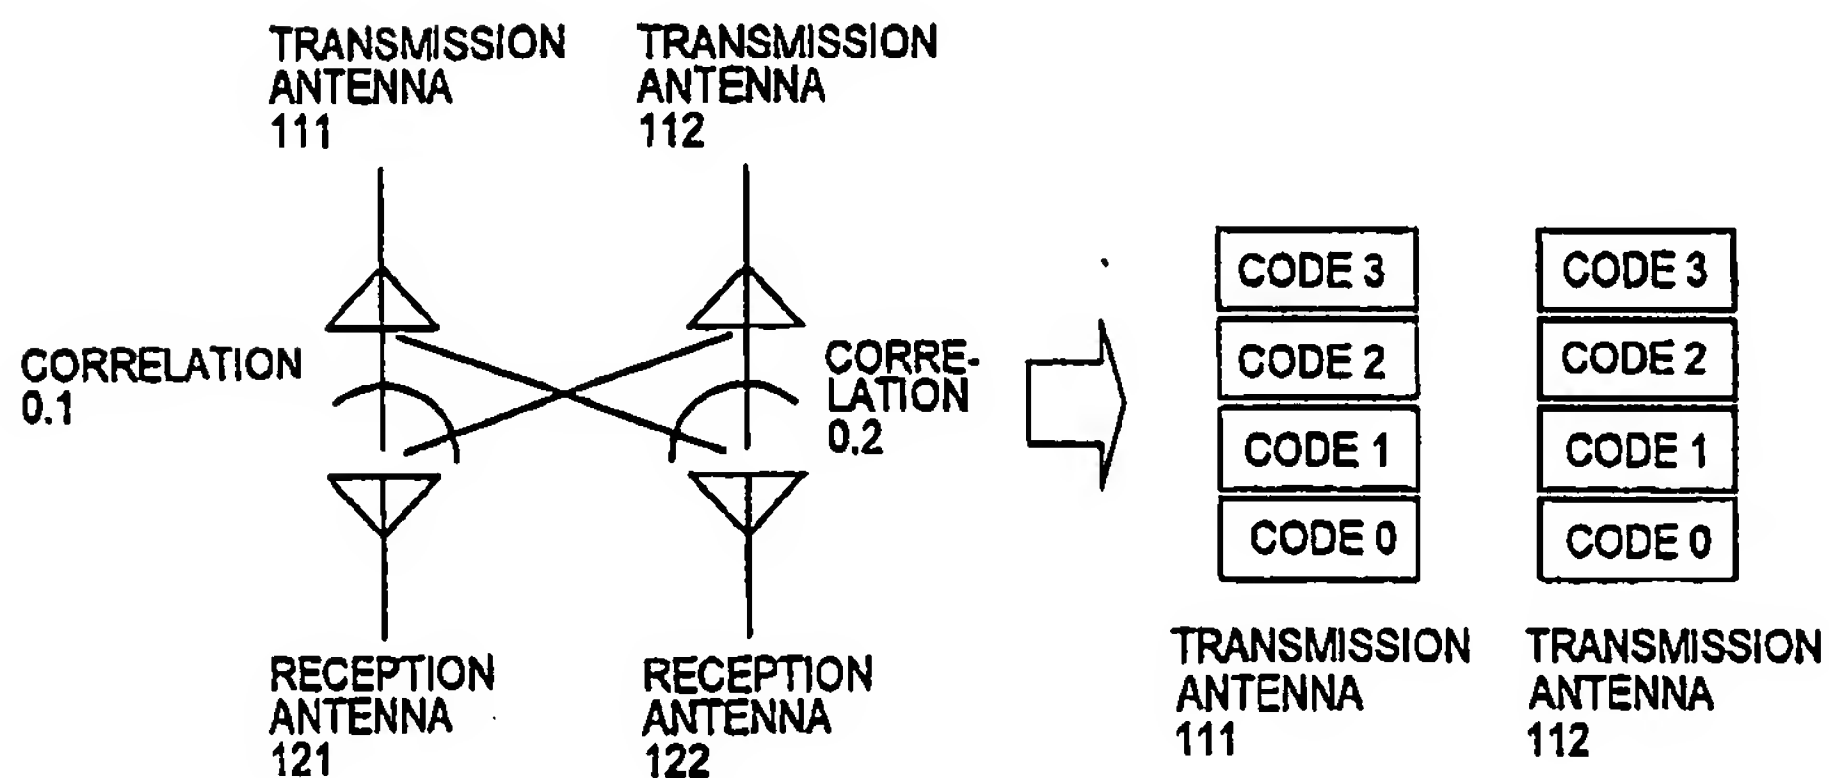 TRANSMISSION
ANTENNA
111
TRANSMISSION
ANTENNA
112
CORRELATION
0.1
CORRE-
LATION
0.2
RECEPTION
ANTENNA
121
RECEPTION
ANTENNA
122
CODE 3
CODE 2
CODE 1
CODE 0
TRANSMISSION
ANTENNA
111
CODE 3
CODE 2
CODE 1
CODE 0
TRANSMISSION
ANTENNA
112